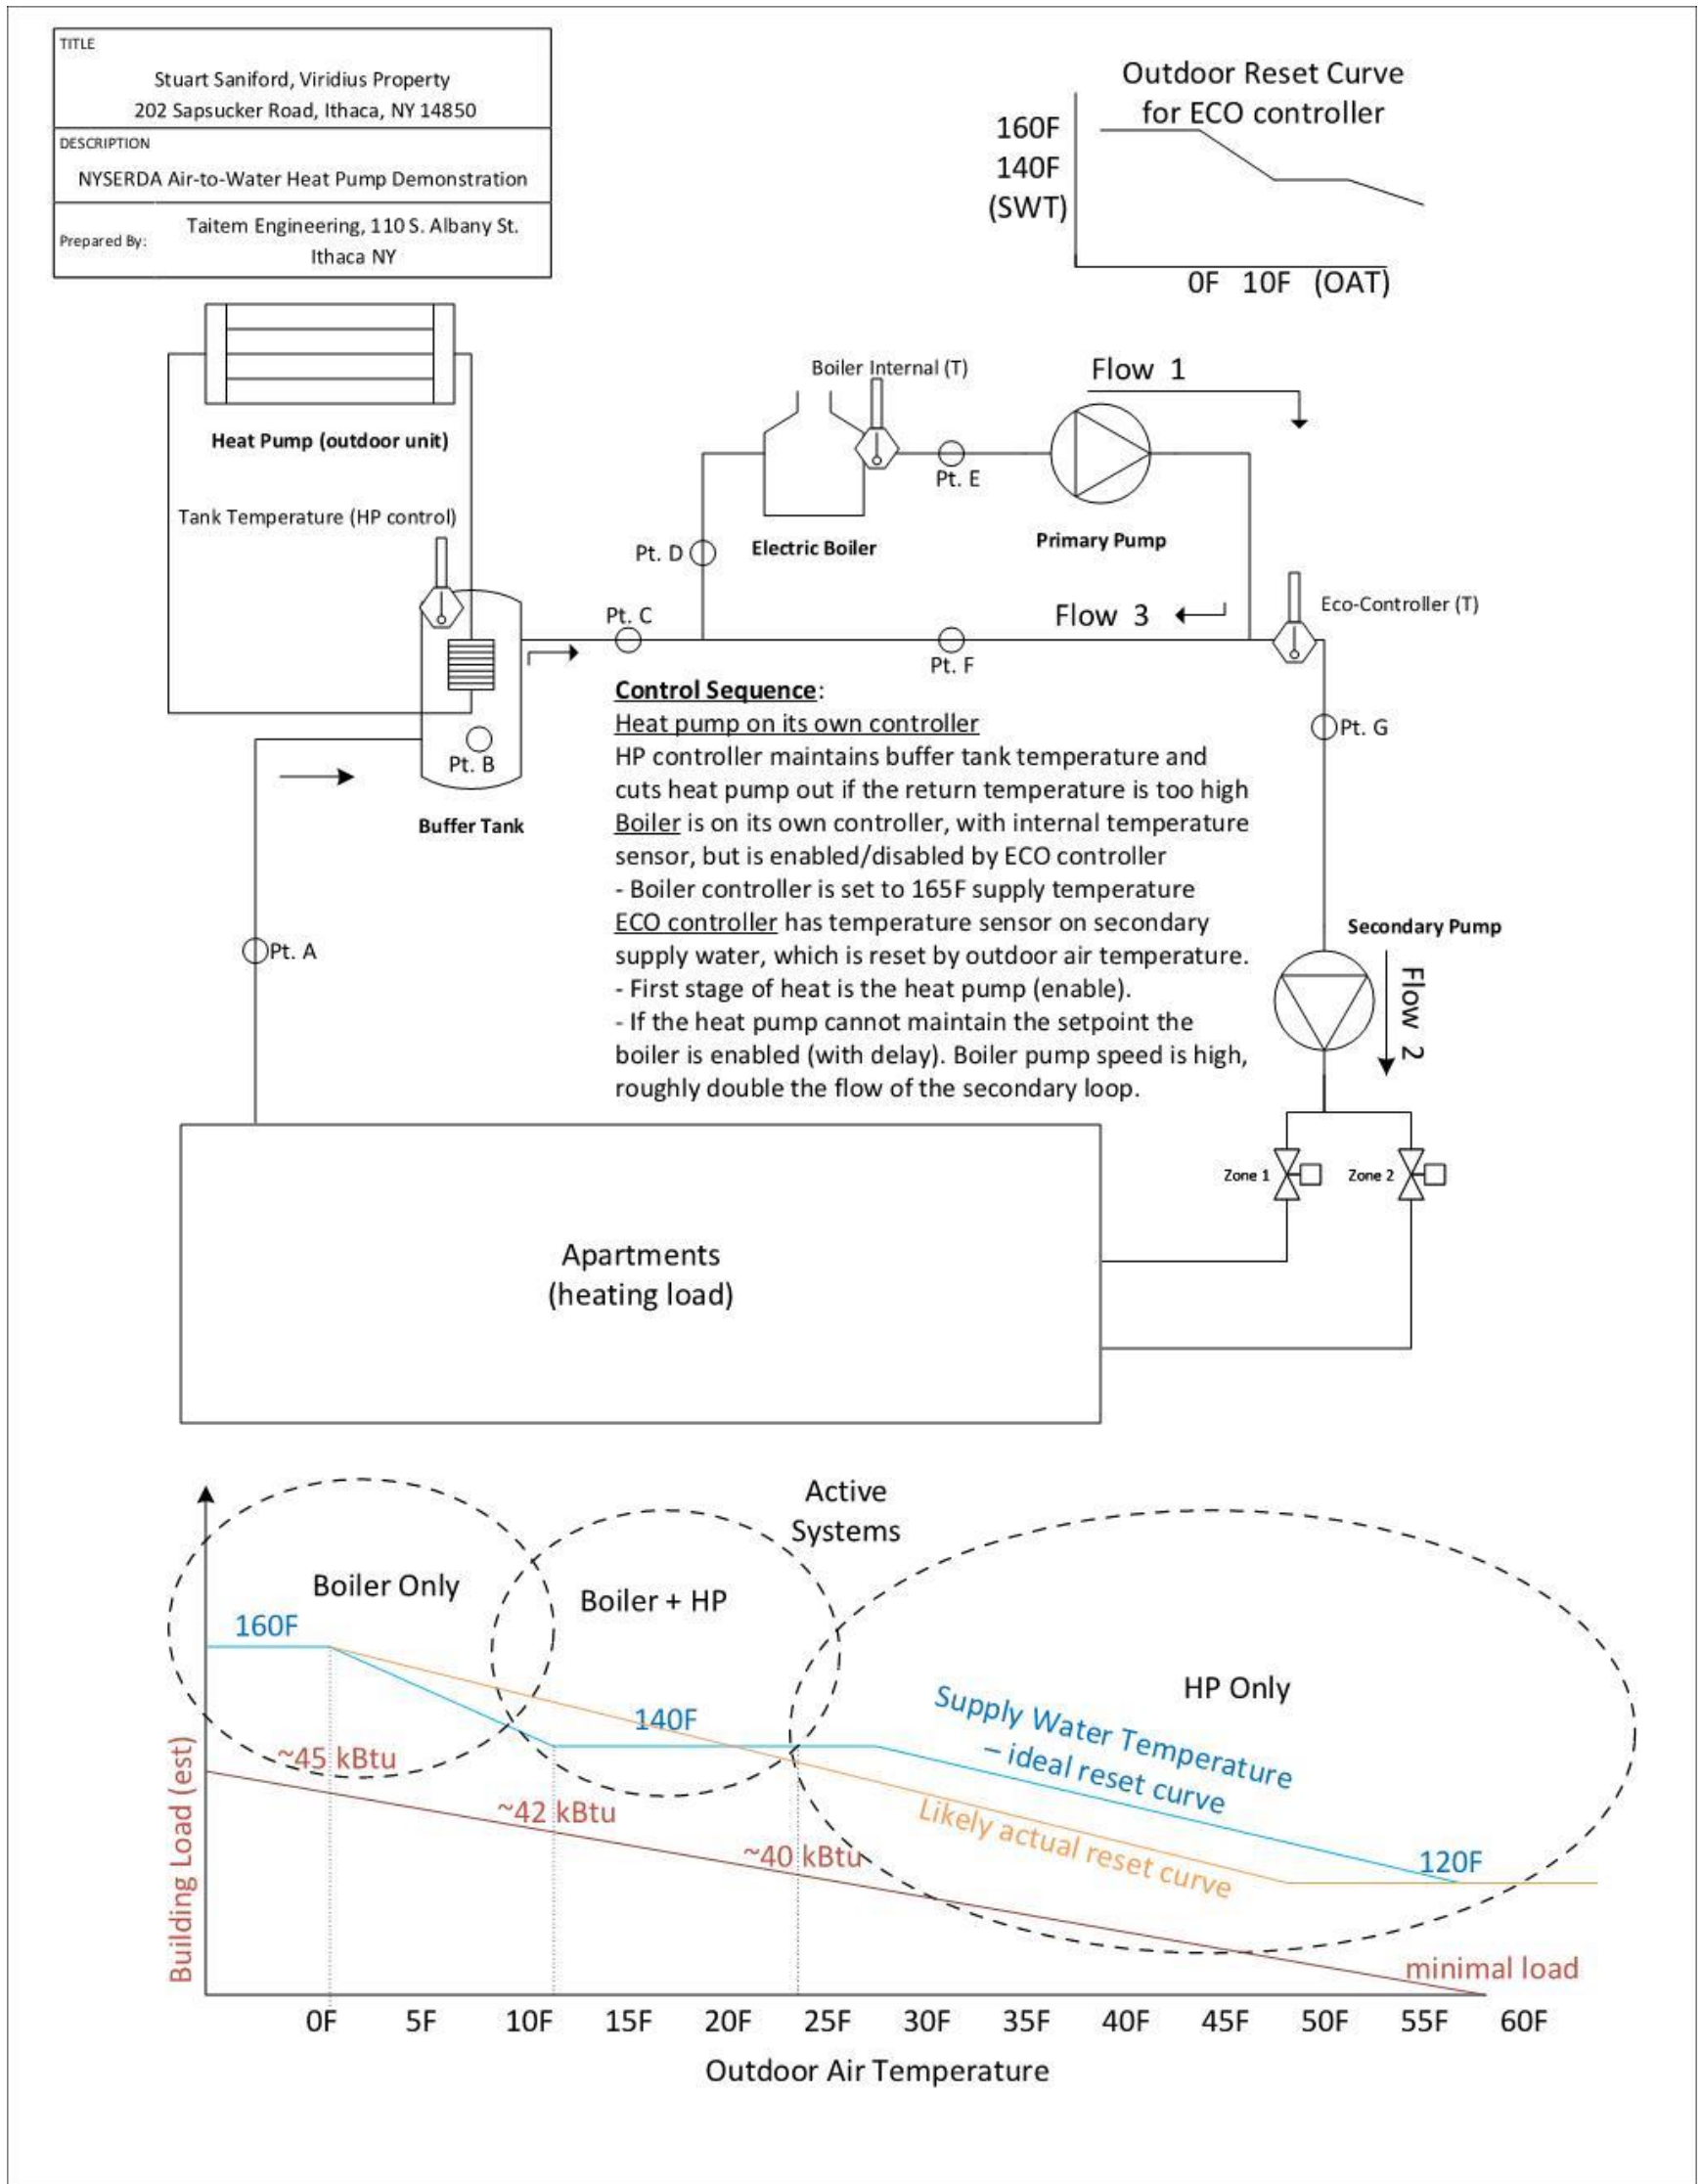 TITLE
Stuart Saniford, Viridius Property
202 Sapsucker Road, Ithaca, NY 14850
DESCRIPTION
NYSERDA Air-to-Water Heat Pump Demonstration
Prepared By:
Taitem Engineering, 110 S. Albany St.
Ithaca NY
Outdoor Reset Curve
for ECO controller
160F
140F
(SWT)
0F 10F (OAT)
Heat Pump (outdoor unit)
Tank Temperature (HP control)
Boiler Internal (T)
Flow 1
Pt. E
Pt. D
Electric Boiler
Primary Pump
Pt. C
Flow 3
Eco-Controller (T)
Pt. F
Pt. G
Pt. B
Buffer Tank
Pt. A
Control Sequence:
Heat pump on its own controller
HP controller maintains buffer tank temperature and
cuts heat pump out if the return temperature is too high
Boiler is on its own controller, with internal temperature
sensor, but is enabled/disabled by ECO controller
- Boiler controller is set to 165F supply temperature
ECO controller has temperature sensor on secondary
supply water, which is reset by outdoor air temperature.
- First stage of heat is the heat pump (enable).
- If the heat pump cannot maintain the setpoint the
boiler is enabled (with delay). Boiler pump speed is high,
roughly double the flow of the secondary loop.
Secondary Pump
Flow 2
Zone 1
Zone 2
Apartments
(heating load)
Active
Systems
Boiler Only
Boiler + HP
HP Only
160F
140F
Supply Water Temperature
– ideal reset curve
Likely actual reset curve
120F
~45 kBtu
~42 kBtu
~40 kBtu
minimal load
Building Load (est)
0F 5F 10F 15F 20F 25F 30F 35F 40F 45F 50F 55F 60F
Outdoor Air Temperature